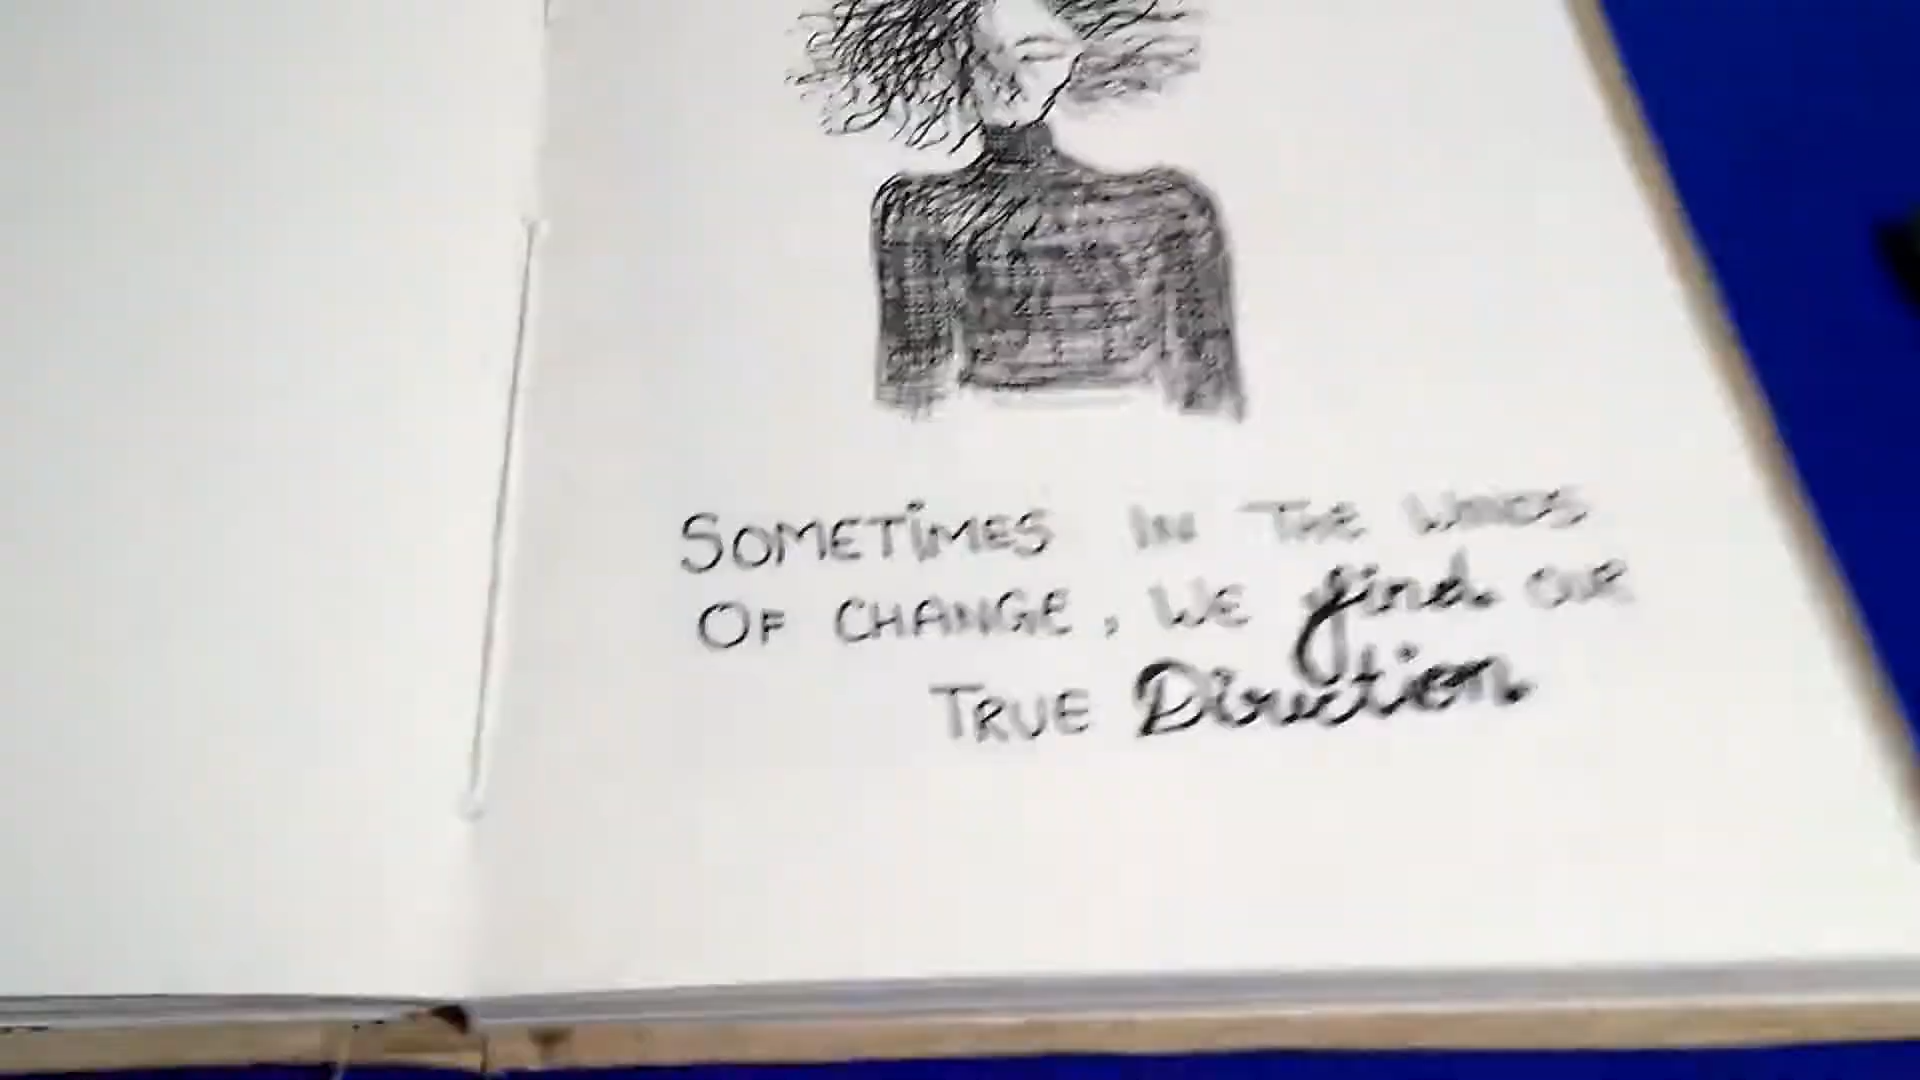 SOMETIMES IN THE WINDS
OF CHANGE, WE find OUR
TRUE Direction